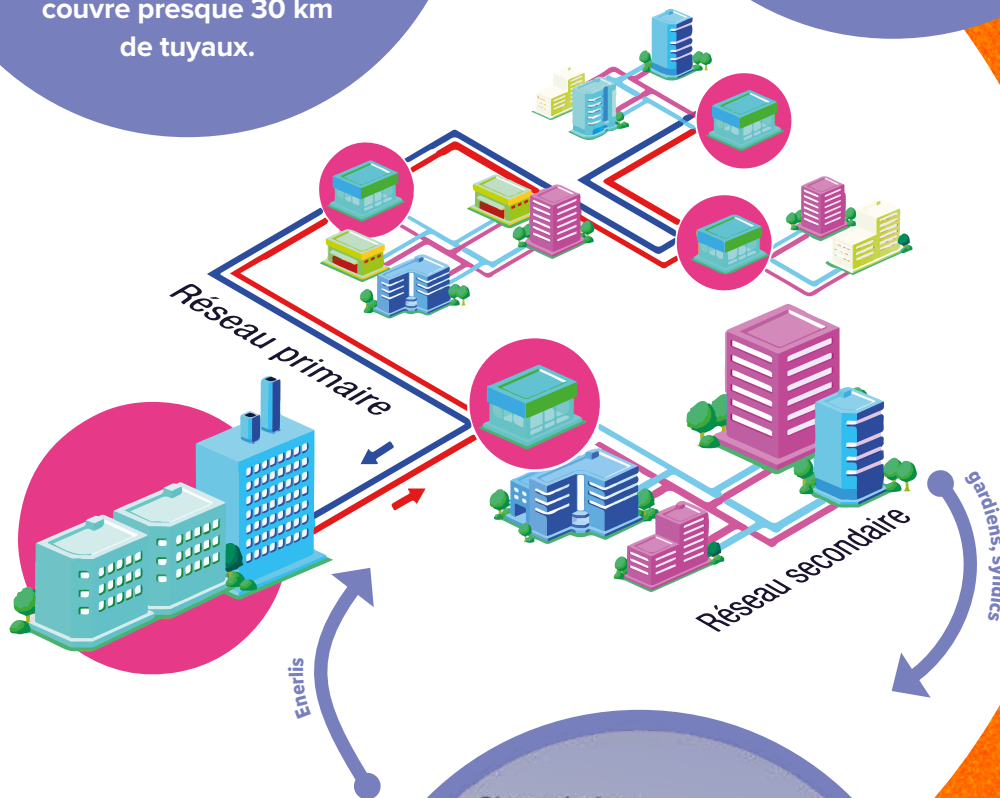 couvre presque 30 km
de tuyaux.
Réseau primaire
Réseau secondaire
gardiens, syndics
Enerlis